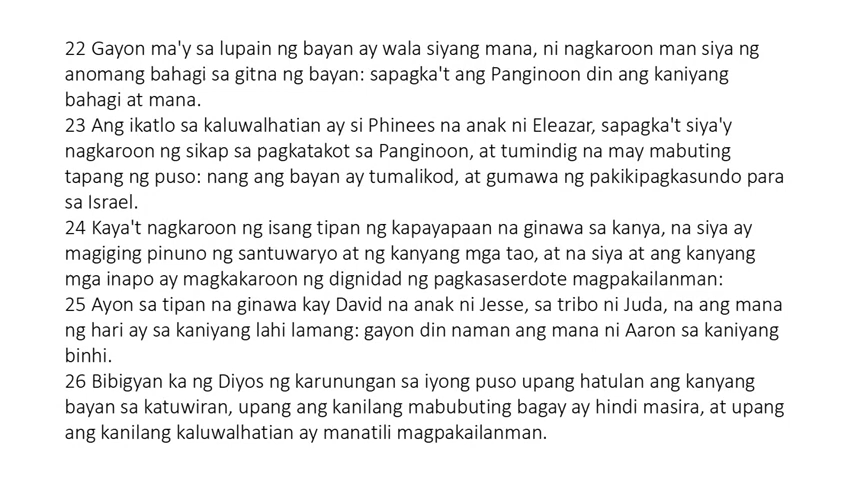 22 Gayon ma'y sa lupain ng bayan ay wala siyang mana, ni nagkaroon man siya ng
anomang bahagi sa gitna ng bayan: sapagka't ang Panginoon din ang kaniyang
bahagi at mana.
23 Ang ikatlo sa kaluwalhatian ay si Phinees na anak ni Eleazar, sapagka't siya'y
nagkaroon ng sikap sa pagkatakot sa Panginoon, at tumindig na may mabuting
tapang ng puso: nang ang bayan ay tumalikod, at gumawa ng pakikipagkasundo para
sa Israel.
24 Kaya't nagkaroon ng isang tipan ng kapayapaan na ginawa sa kanya, na siya ay
magiging pinuno ng santuwaryo at ng kanyang mga tao, at na siya at ang kanyang
mga inapo ay magkakaroon ng dignidad ng pagkasaserdote magpakailanman:
25 Ayon sa tipan na ginawa kay David na anak ni Jesse, sa tribo ni Juda, na ang mana
ng hari ay sa kaniyang lahi lamang: gayon din naman ang mana ni Aaron sa kaniyang
binhi.
26 Bibigyan ka ng Diyos ng karunungan sa iyong puso upang hatulan ang kanyang
bayan sa katuwiran, upang ang kanilang mabubuting bagay ay hindi masira, at upang
ang kanilang kaluwalhatian ay manatili magpakailanman.